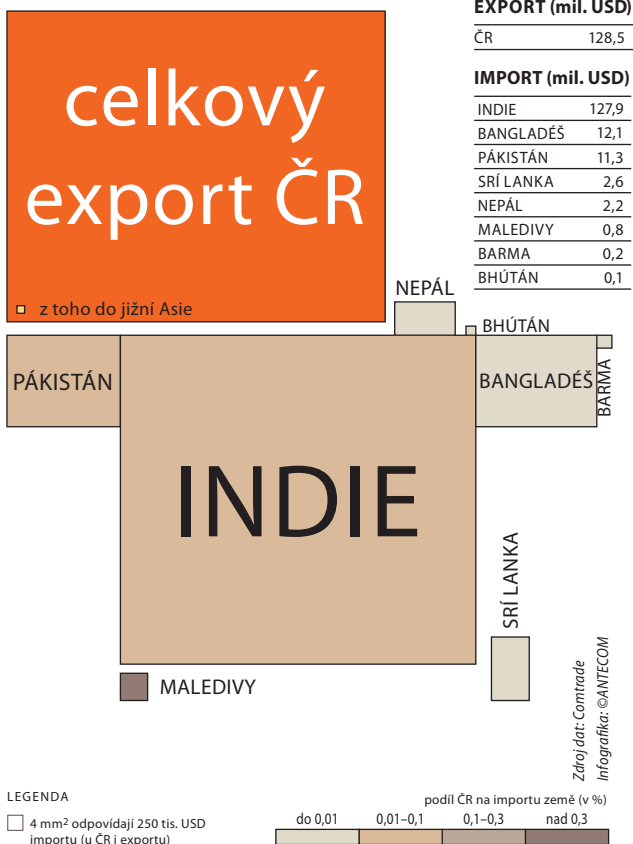 EXPORT (mil. USD)
ČR 128,5
IMPORT (mil. USD)
INDIE 127,9
BANGLADÉŠ 12,1
PÁKISTÁN 11,3
SRÍ LANKA 2,6
NEPÁL 2,2
MALEDIVY 0,8
BARMA 0,2
BHÚTÁN 0,1
celkový
export ČR
z toho do jižní Asie
NEPÁL
BHÚTÁN
PÁKISTÁN
BANGLADÉŠ
BARMA
INDIE
SRÍ LANKA
MALEDIVY
Zdroj dat: Comtrade
Infografika: ©ANTECOM
LEGENDA
4 mm² odpovídají 250 tis. USD
importu (u ČR i exportu)
podíl ČR na importu země (v %)
do 0,01 0,01–0,1 0,1–0,3 nad 0,3